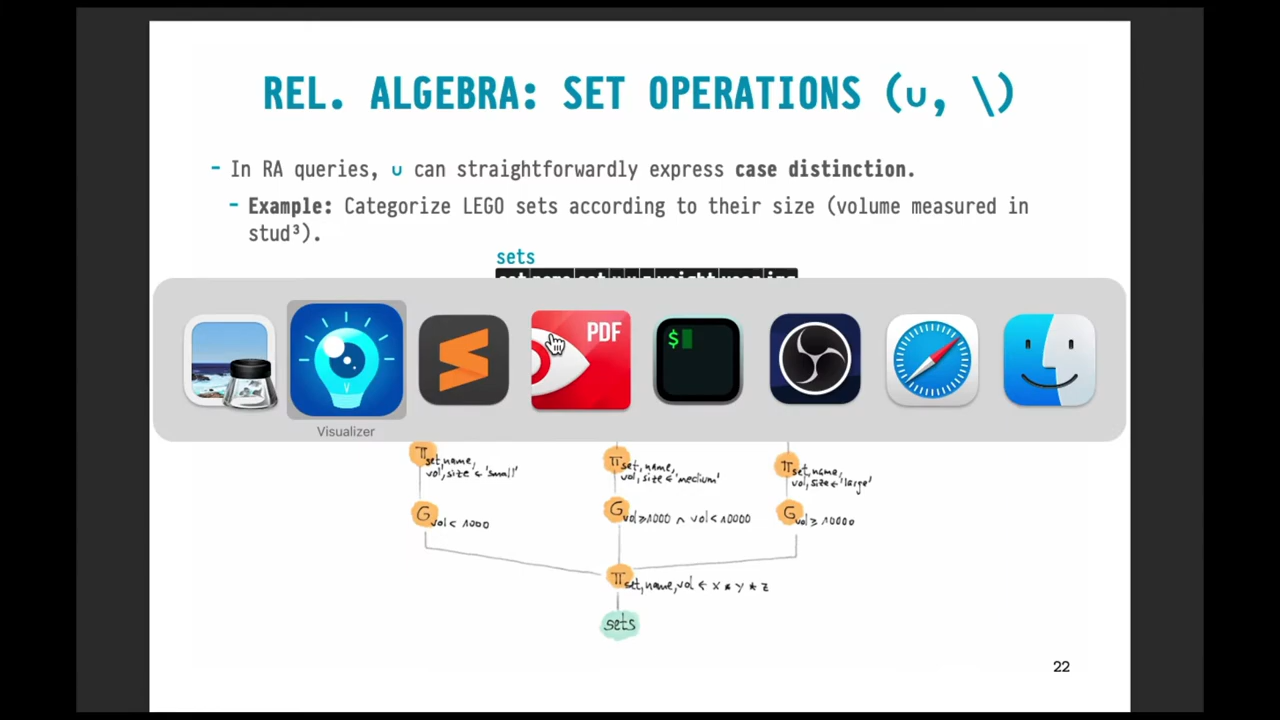 REL. ALGEBRA: SET OPERATIONS (∪, \)
- In RA queries, ∪ can straightforwardly express case distinction.
- Example: Categorize LEGO sets according to their size (volume measured in
stud³).
sets
PDF
$
Visualizer
π set, name, vol, size ← 'small'
π set, name, vol, size ← 'medium'
π set, name, vol, size ← 'large'
σ vol < 1000
σ vol ≥ 1000 ∧ vol < 10000
σ vol ≥ 10000
π set, name, vol ← x * y * z
sets
22